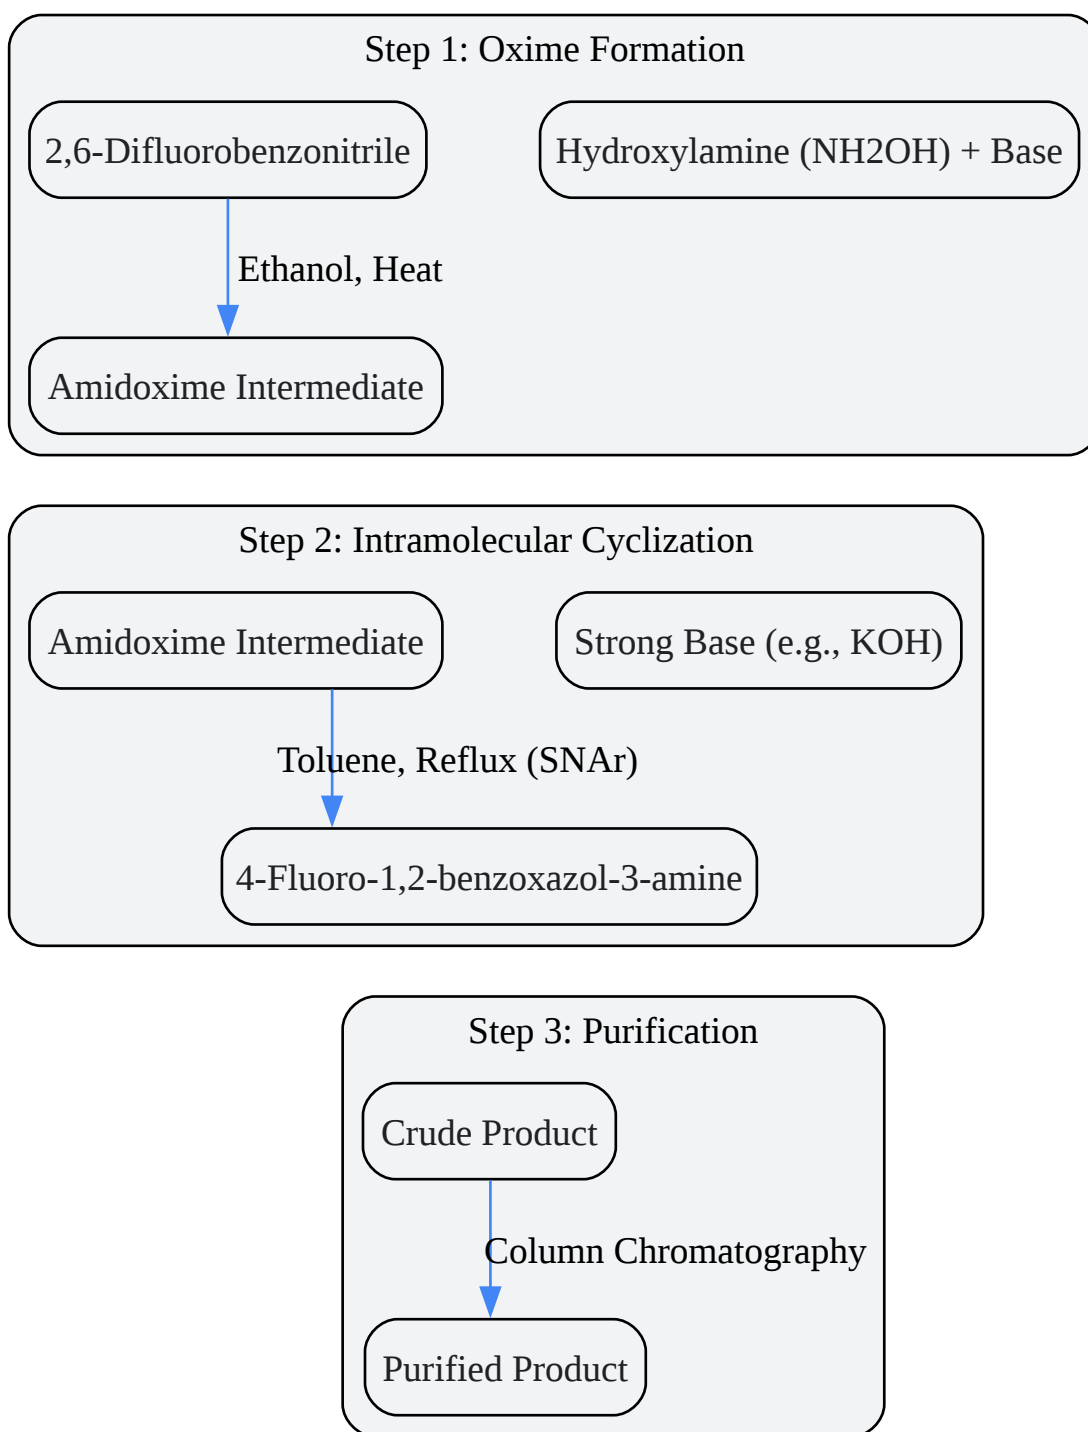 Step 1: Oxime Formation
2,6-Difluorobenzonitrile
Hydroxylamine (NH2OH) + Base
Ethanol, Heat
Amidoxime Intermediate
Step 2: Intramolecular Cyclization
Amidoxime Intermediate
Strong Base (e.g., KOH)
Toluene, Reflux (SNAr)
4-Fluoro-1,2-benzoxazol-3-amine
Step 3: Purification
Crude Product
Column Chromatography
Purified Product